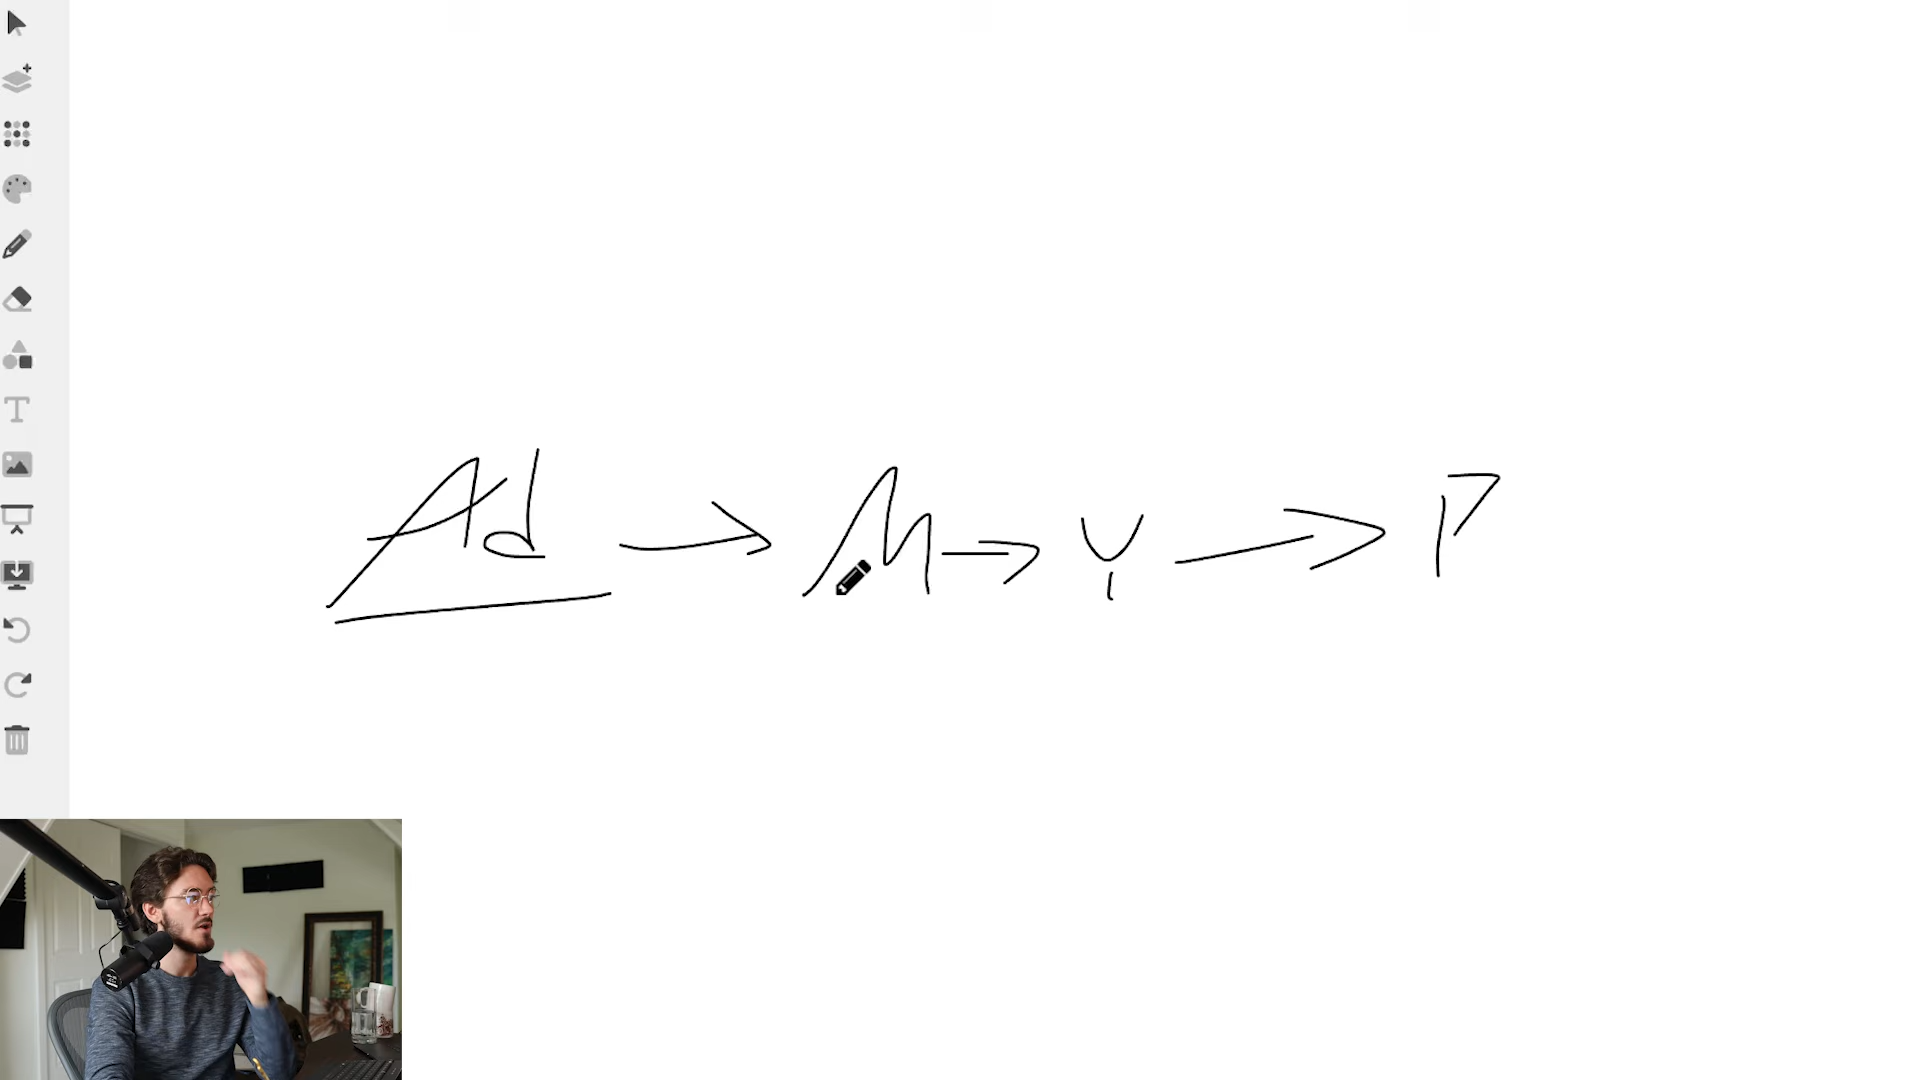 Ad → M → Y → P